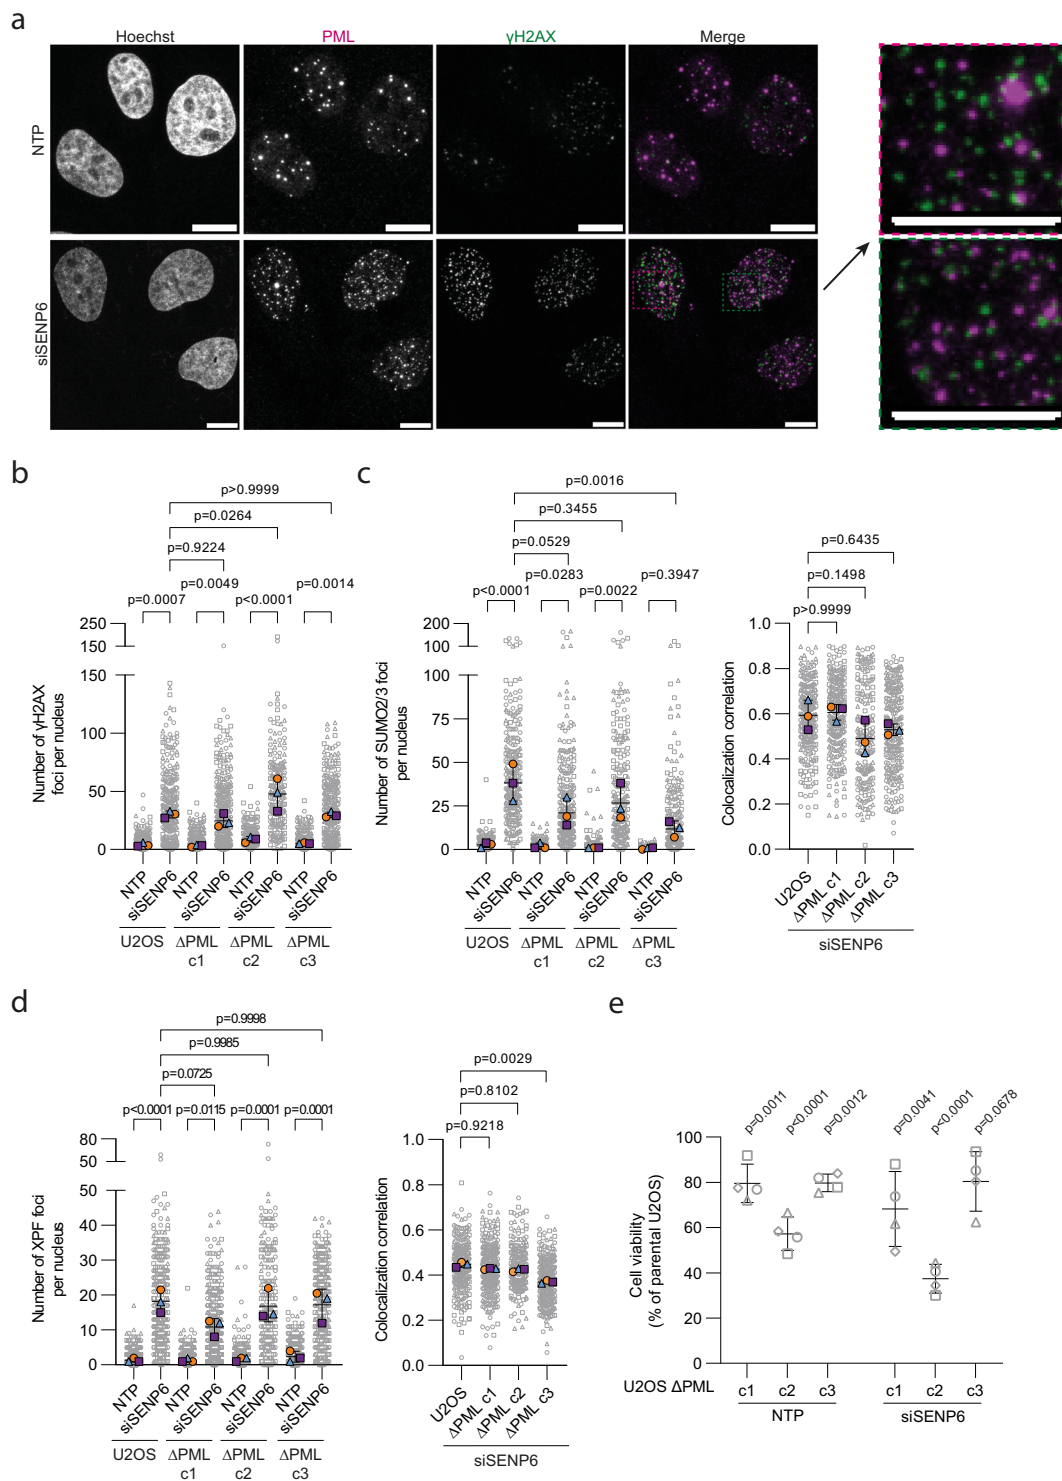 a
Hoechst PML γH2AX Merge
NTP
siSENP6
b
p>0.9999
p=0.0264
p=0.9224
p=0.0049 p=0.0014
p=0.0007 p<0.0001
Number of γH2AX
foci per nucleus
250
150
150
100
50
0
NTP siSENP6 NTP siSENP6 NTP siSENP6 NTP siSENP6
U2OS ΔPML ΔPML ΔPML
c1 c2 c3
c
p=0.0016
p=0.3455
p=0.0529
p=0.0283 p=0.3947
p<0.0001 p=0.0022
Number of SUMO2/3 foci
per nucleus
200
100
100
75
50
25
0
NTP siSENP6 NTP siSENP6 NTP siSENP6 NTP siSENP6
U2OS ΔPML ΔPML ΔPML
c1 c2 c3
p=0.6435
p=0.1498
p>0.9999
Colocalization correlation
1.0
0.8
0.6
0.4
0.2
0.0
U2OS ΔPML c1 ΔPML c2 ΔPML c3
siSENP6
d
p=0.9998
p=0.9985
p=0.0725
p<0.0001 p=0.0115 p=0.0001 p=0.0001
Number of XPF foci
per nucleus
80
50
50
40
30
20
10
0
NTP siSENP6 NTP siSENP6 NTP siSENP6 NTP siSENP6
U2OS ΔPML ΔPML ΔPML
c1 c2 c3
p=0.0029
p=0.8102
p=0.9218
Colocalization correlation
1.0
0.8
0.6
0.4
0.2
0.0
U2OS ΔPML c1 ΔPML c2 ΔPML c3
siSENP6
e
p=0.0011 p<0.0001 p=0.0012 p=0.0041 p<0.0001 p=0.0678
Cell viability
(% of parental U2OS)
100
80
60
40
20
0
U2OS ΔPML c1 c2 c3 c1 c2 c3
NTP siSENP6